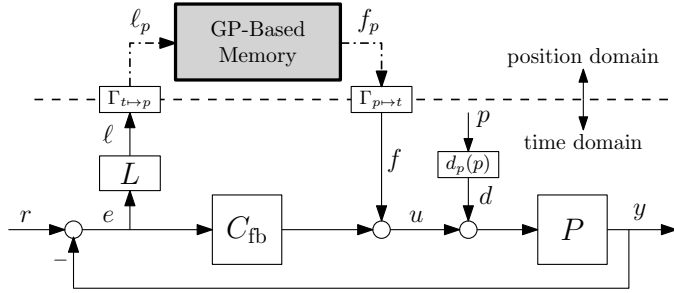 ℓ_p
GP-Based
Memory
f_p
position domain
Γ_{t↦p}
Γ_{p↦t}
time domain
ℓ
p
L
f
d_p(p)
d
r
e
C_fb
u
P
y
−